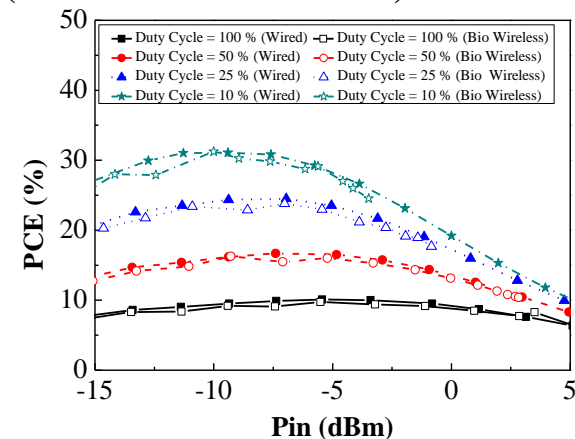 50
Duty Cycle = 100 % (Wired) Duty Cycle = 100 % (Bio Wireless)
Duty Cycle = 50 % (Wired) Duty Cycle = 50 % (Bio Wireless)
Duty Cycle = 25 % (Wired) Duty Cycle = 25 % (Bio Wireless)
Duty Cycle = 10 % (Wired) Duty Cycle = 10 % (Bio Wireless)
40
30
20
10
0
PCE (%)
-15 -10 -5 0 5
Pin (dBm)